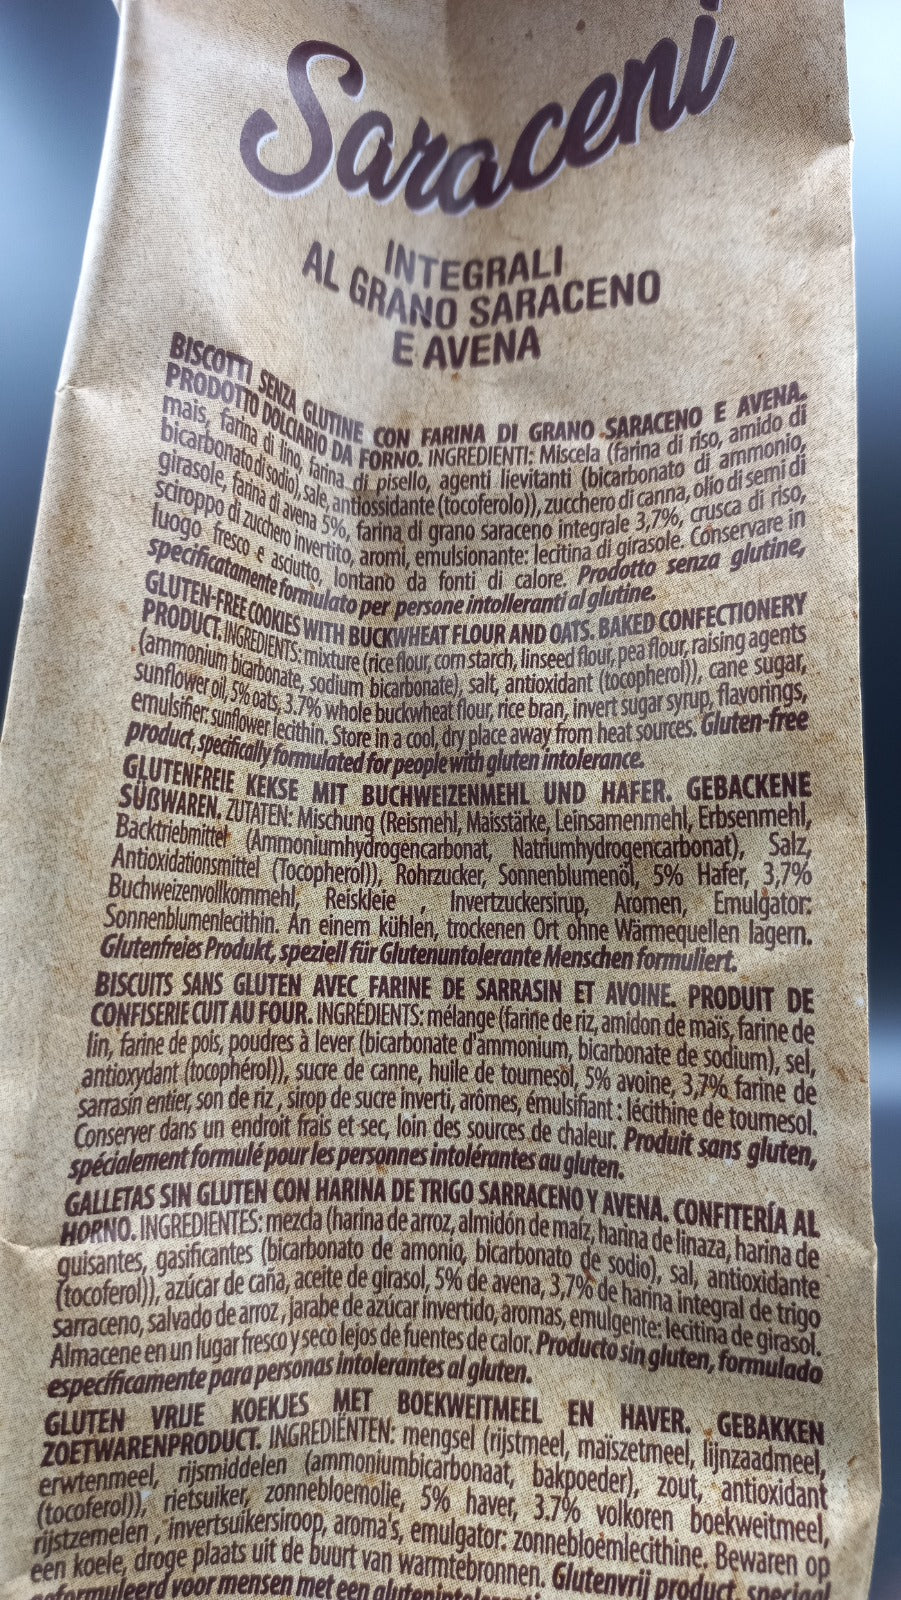 Saraceni
INTEGRALI
AL GRANO SARACENO
E AVENA
BISCOTTI SENZA GLUTINE CON FARINA DI GRANO SARACENO E AVENA.
PRODOTTO DOLCIARIO DA FORNO. INGREDIENTI: Miscela (farina di riso, amido di
mais, farina di lino, farina di pisello, agenti lievitanti (bicarbonato di ammonio,
bicarbonato di sodio), sale, antiossidante (tocoferolo)), zucchero di canna, olio di semi di
girasole, farina di avena 5%, farina di grano saraceno integrale 3,7%, crusca di riso,
sciroppo di zucchero invertito, aromi, emulsionante: lecitina di girasole. Conservare in
luogo fresco e asciutto, lontano da fonti di calore. Prodotto senza glutine,
specificatamente formulato per persone intolleranti al glutine.
GLUTEN-FREE COOKIES WITH BUCKWHEAT FLOUR AND OATS. BAKED CONFECTIONERY
PRODUCT. INGREDIENTS: mixture (rice flour, corn starch, linseed flour, pea flour, raising agents
(ammonium bicarbonate, sodium bicarbonate), salt, antioxidant (tocopherol)), cane sugar,
sunflower oil, 5% oats, 3.7% whole buckwheat flour, rice bran, invert sugar syrup, flavorings,
emulsifier: sunflower lecithin. Store in a cool, dry place away from heat sources. Gluten-free
product, specifically formulated for people with gluten intolerance.
GLUTENFREIE KEKSE MIT BUCHWEIZENMEHL UND HAFER. GEBACKENE
SÜßWAREN. ZUTATEN: Mischung (Reismehl, Maisstärke, Leinsamenmehl, Erbsenmehl,
Backtriebmittel (Ammoniumhydrogencarbonat, Natriumhydrogencarbonat), Salz,
Antioxidationsmittel (Tocopherol)), Rohrzucker, Sonnenblumenöl, 5% Hafer, 3,7%
Buchweizenvollkornmehl, Reiskleie , Invertzuckersirup, Aromen, Emulgator:
Sonnenblumenlecithin. An einem kühlen, trockenen Ort ohne Wärmequellen lagern.
Glutenfreies Produkt, speziell für Glutenuntolerante Menschen formuliert.
BISCUITS SANS GLUTEN AVEC FARINE DE SARRASIN ET AVOINE. PRODUIT DE
CONFISERIE CUIT AU FOUR. INGRÉDIENTS: mélange (farine de riz, amidon de maïs, farine de
lin, farine de pois, poudres à lever (bicarbonate d'ammonium, bicarbonate de sodium), sel,
antioxydant (tocophérol)), sucre de canne, huile de tournesol, 5% avoine, 3,7% farine de
sarrasin entier, son de riz , sirop de sucre inverti, arômes, émulsifiant : lécithine de tournesol.
Conserver dans un endroit frais et sec, loin des sources de chaleur. Produit sans gluten,
spécialement formulé pour les personnes intolérantes au gluten.
GALLETAS SIN GLUTEN CON HARINA DE TRIGO SARRACENO Y AVENA. CONFITERÍA AL
HORNO. INGREDIENTES: mezcla (harina de arroz, almidón de maíz, harina de linaza, harina de
guisantes, gasificantes (bicarbonato de amonio, bicarbonato de sodio), sal, antioxidante
(tocoferol)), azúcar de caña, aceite de girasol, 5% de avena, 3,7% de harina integral de trigo
sarraceno, salvado de arroz , jarabe de azúcar invertido, aromas, emulgente: lecitina de girasol.
Almacene en un lugar fresco y seco lejos de fuentes de calor. Producto sin gluten, formulado
específicamente para personas intolerantes al gluten.
GLUTEN VRIJE KOEKJES MET BOEKWEITMEEL EN HAVER. GEBAKKEN
ZOETWARENPRODUCT. INGREDIËNTEN: mengsel (rijstmeel, maïszetmeel, lijnzaadmeel,
erwtenmeel, rijsmiddelen (ammoniumbicarbonaat, bakpoeder), zout, antioxidant
(tocoferol)), rietsuiker, zonnebloemolie, 5% haver, 3.7% volkoren boekweitmeel,
rijstzemelen , invertsuikersiroop, aroma's, emulgator: zonnebloemlecithine. Bewaren op
een koele, droge plaats uit de buurt van warmtebronnen. Glutenvrij product, speciaal
geformuleerd voor mensen met een